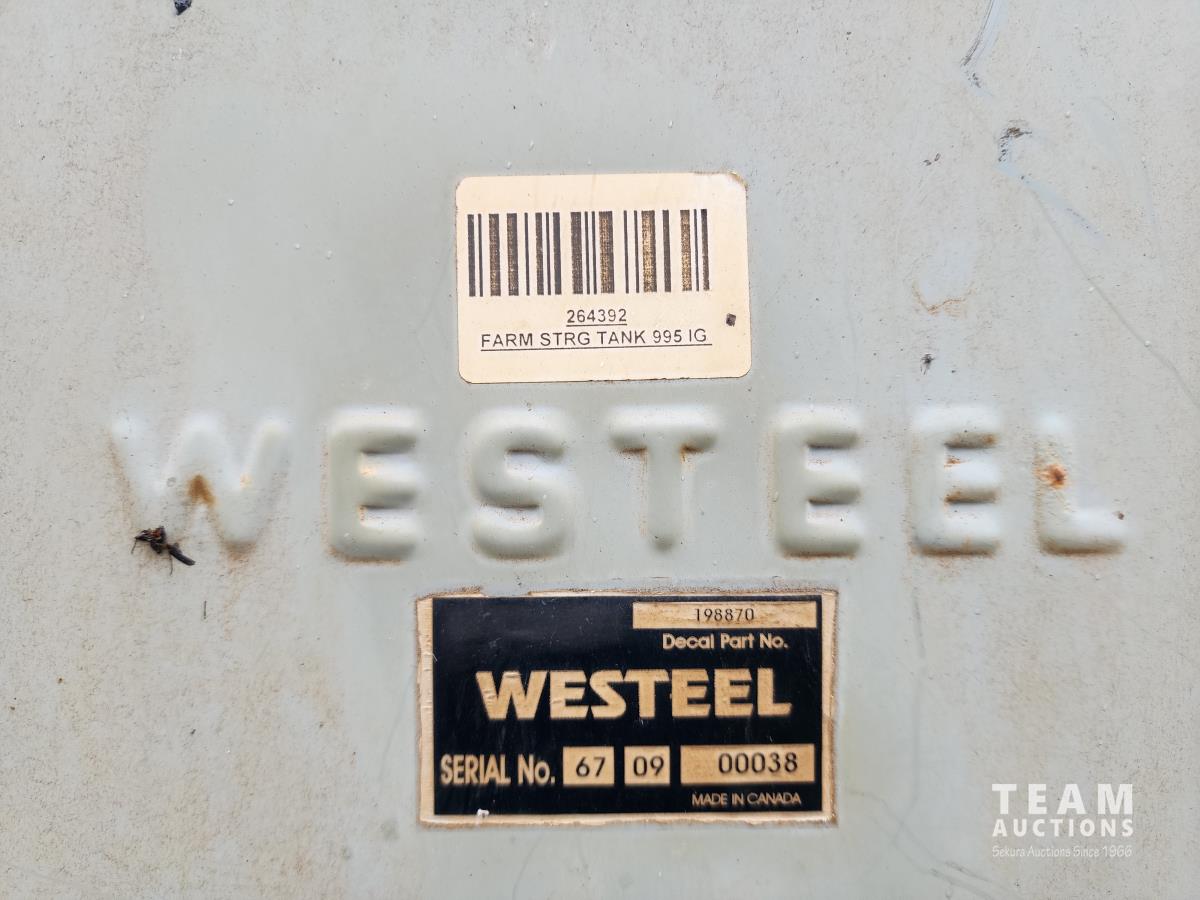 264392
FARM STRG TANK 995 IG
WESTEEL
198870
Decal Part No.
WESTEEL
SERIAL No. 67 09 00038
MADE IN CANADA
TEAM
AUCTIONS
Sekura Auctions Since 1966